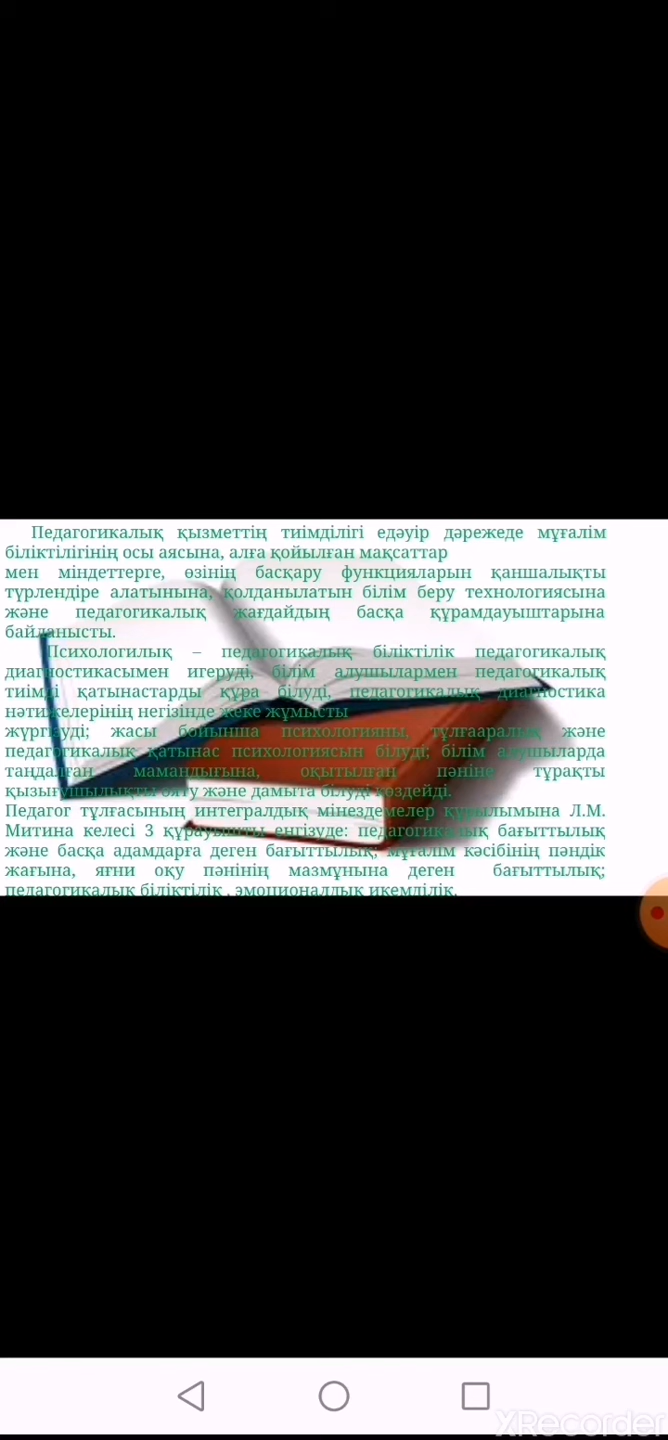 Педагогикалық қызметтің тиімділігі едәуір дәрежеде мұғалім
біліктілігінің осы аясына, алға қойылған мақсаттар
мен міндеттерге, өзінің басқару функцияларын қаншалықты
түрлендіре алатынына, қолданылатын білім беру технологиясына
және педагогикалық жағдайдың басқа құрамдауыштарына
байланысты.
Психологилық – педагогикалық біліктілік педагогикалық
диагностикасымен игеруді, білім алушылармен педагогикалық
тиімді қатынастарды құра білуді, педагогикалық диагностика
нәтижелерінің негізінде жеке жұмысты
жүргізуді; жасы бойынша психологияны, тұлғааралық және
педагогикалық қатынас психологиясын білуді; білім алушыларда
таңдалған мамандығына, оқытылған пәніне тұрақты
қызығушылықты ояту және дамыта білуді көздейді.
Педагог тұлғасының интегралдық мінездемелер құрылымына Л.М.
Митина келесі 3 құрауышты енгізуде: педагогикалық бағыттылық
және басқа адамдарға деген бағыттылық; мұғалім кәсібінің пәндік
жағына, яғни оқу пәнінің мазмұнына деген бағыттылық;
педагогикалық біліктілік , эмоционалдық икемділік.
XRecorder